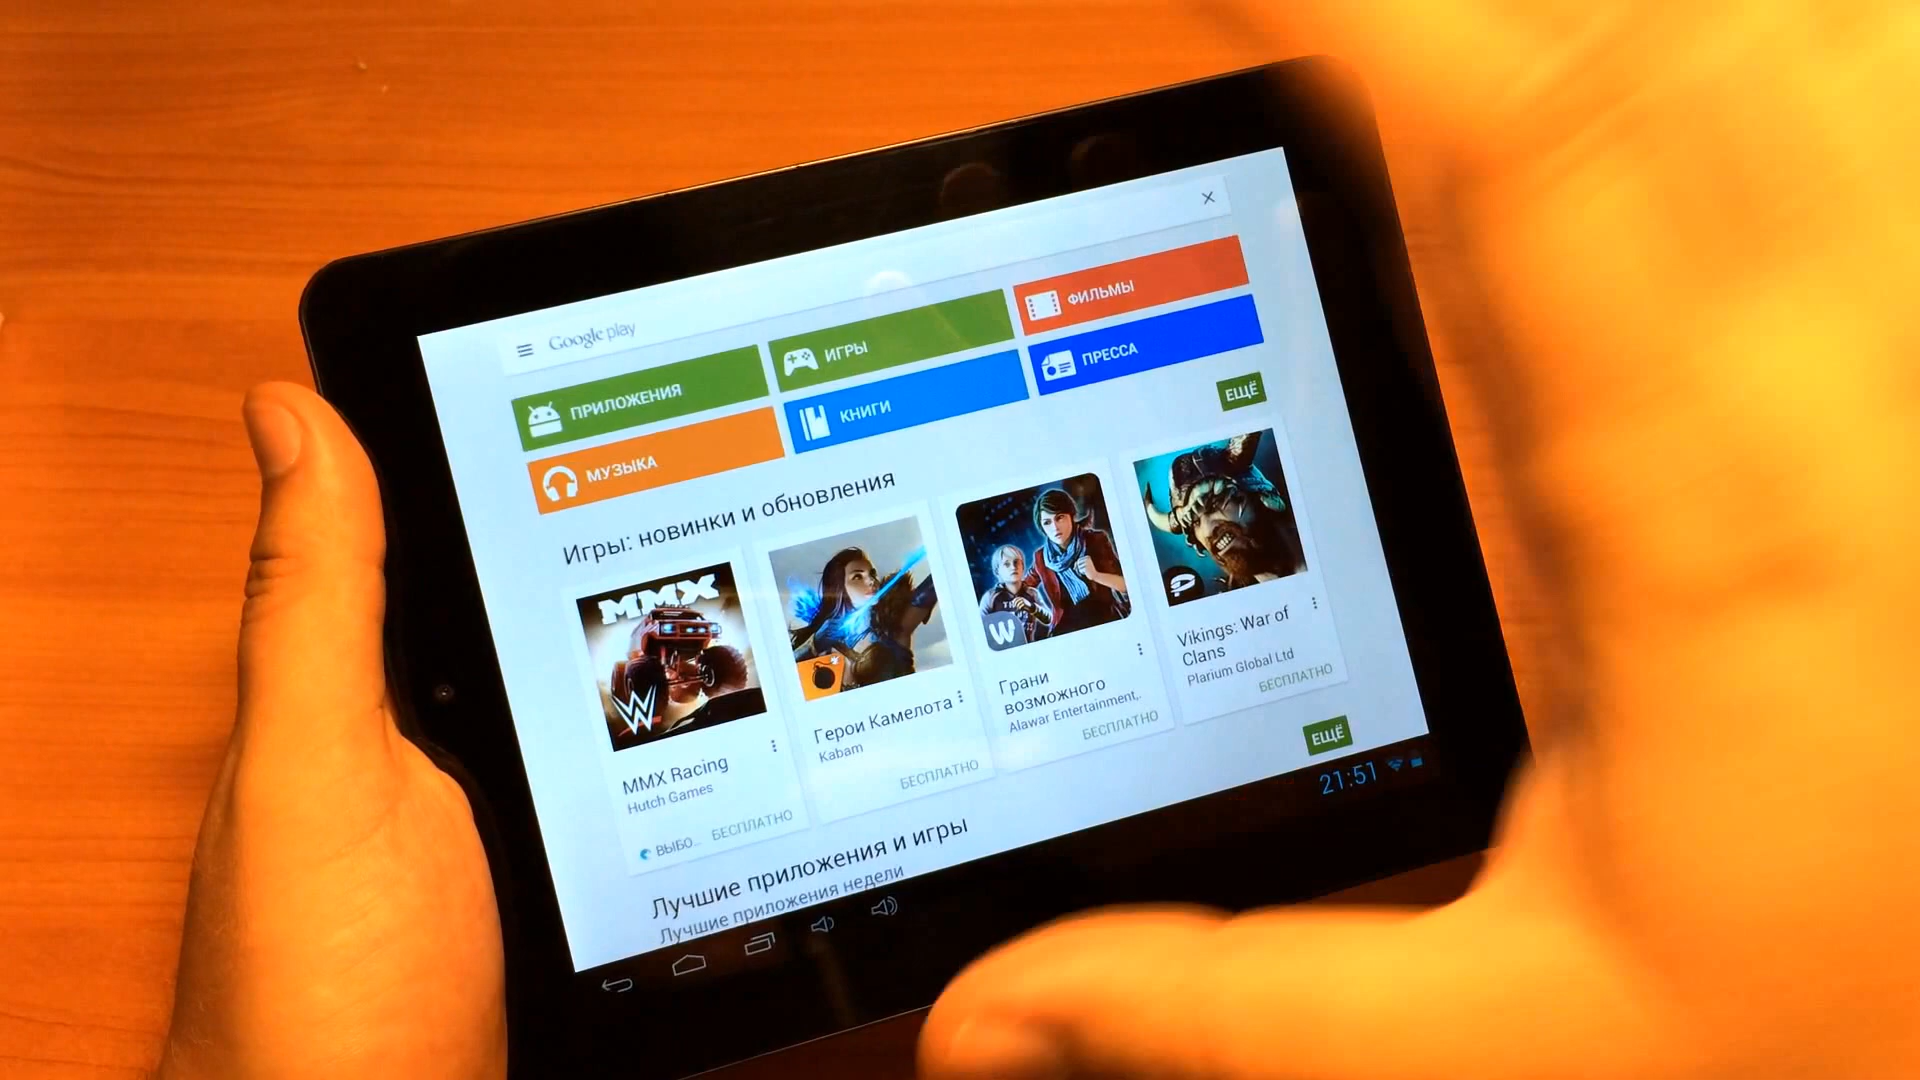 Google play
ПРИЛОЖЕНИЯ
ИГРЫ
ФИЛЬМЫ
МУЗЫКА
КНИГИ
ПРЕССА
Игры: новинки и обновления
ЕЩЁ
MMX
W
MMX Racing
Hutch Games
ВЫБО...
БЕСПЛАТНО
Герои Камелота
Kabam
БЕСПЛАТНО
W
Грани
возможного
Alawar Entertainment,.
БЕСПЛАТНО
P
Vikings: War of
Clans
Plarium Global Ltd
БЕСПЛАТНО
Лучшие приложения и игры
ЕЩЁ
Лучшие приложения недели
21:51